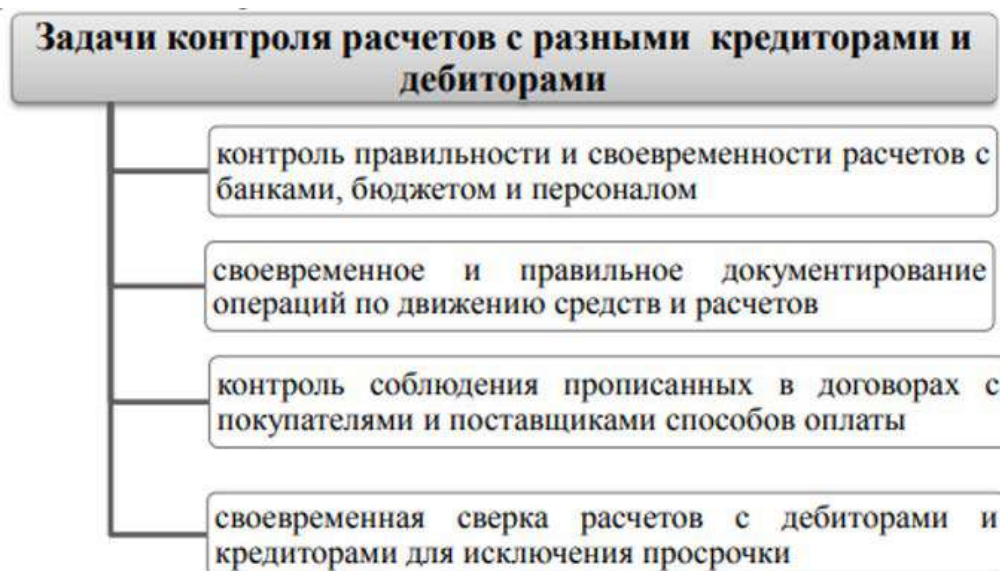 Задачи контроля расчетов с разными кредиторами и
дебиторами
контроль правильности и своевременности расчетов с
банками, бюджетом и персоналом
своевременное и правильное документирование
операций по движению средств и расчетов
контроль соблюдения прописанных в договорах с
покупателями и поставщиками способов оплаты
своевременная сверка расчетов с дебиторами и
кредиторами для исключения просрочки